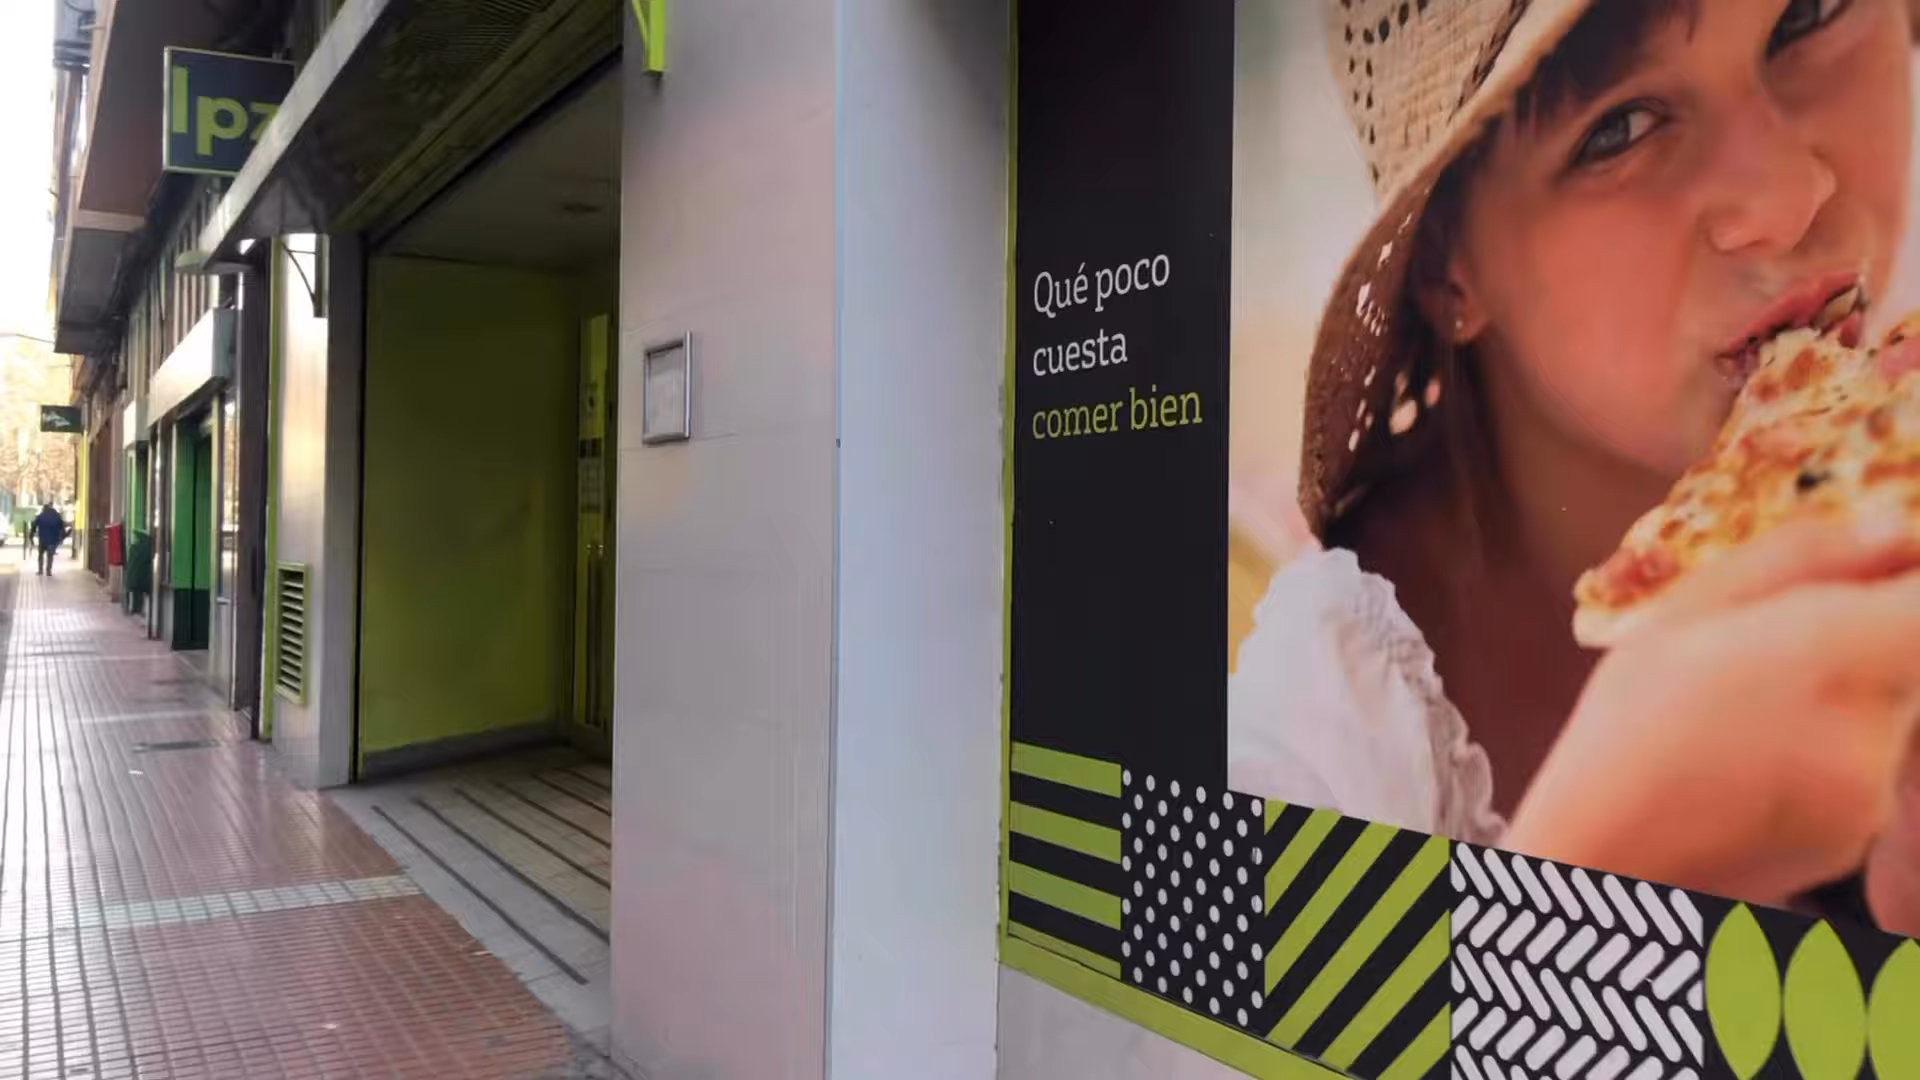 lpz
Qué poco
cuesta
comer bien